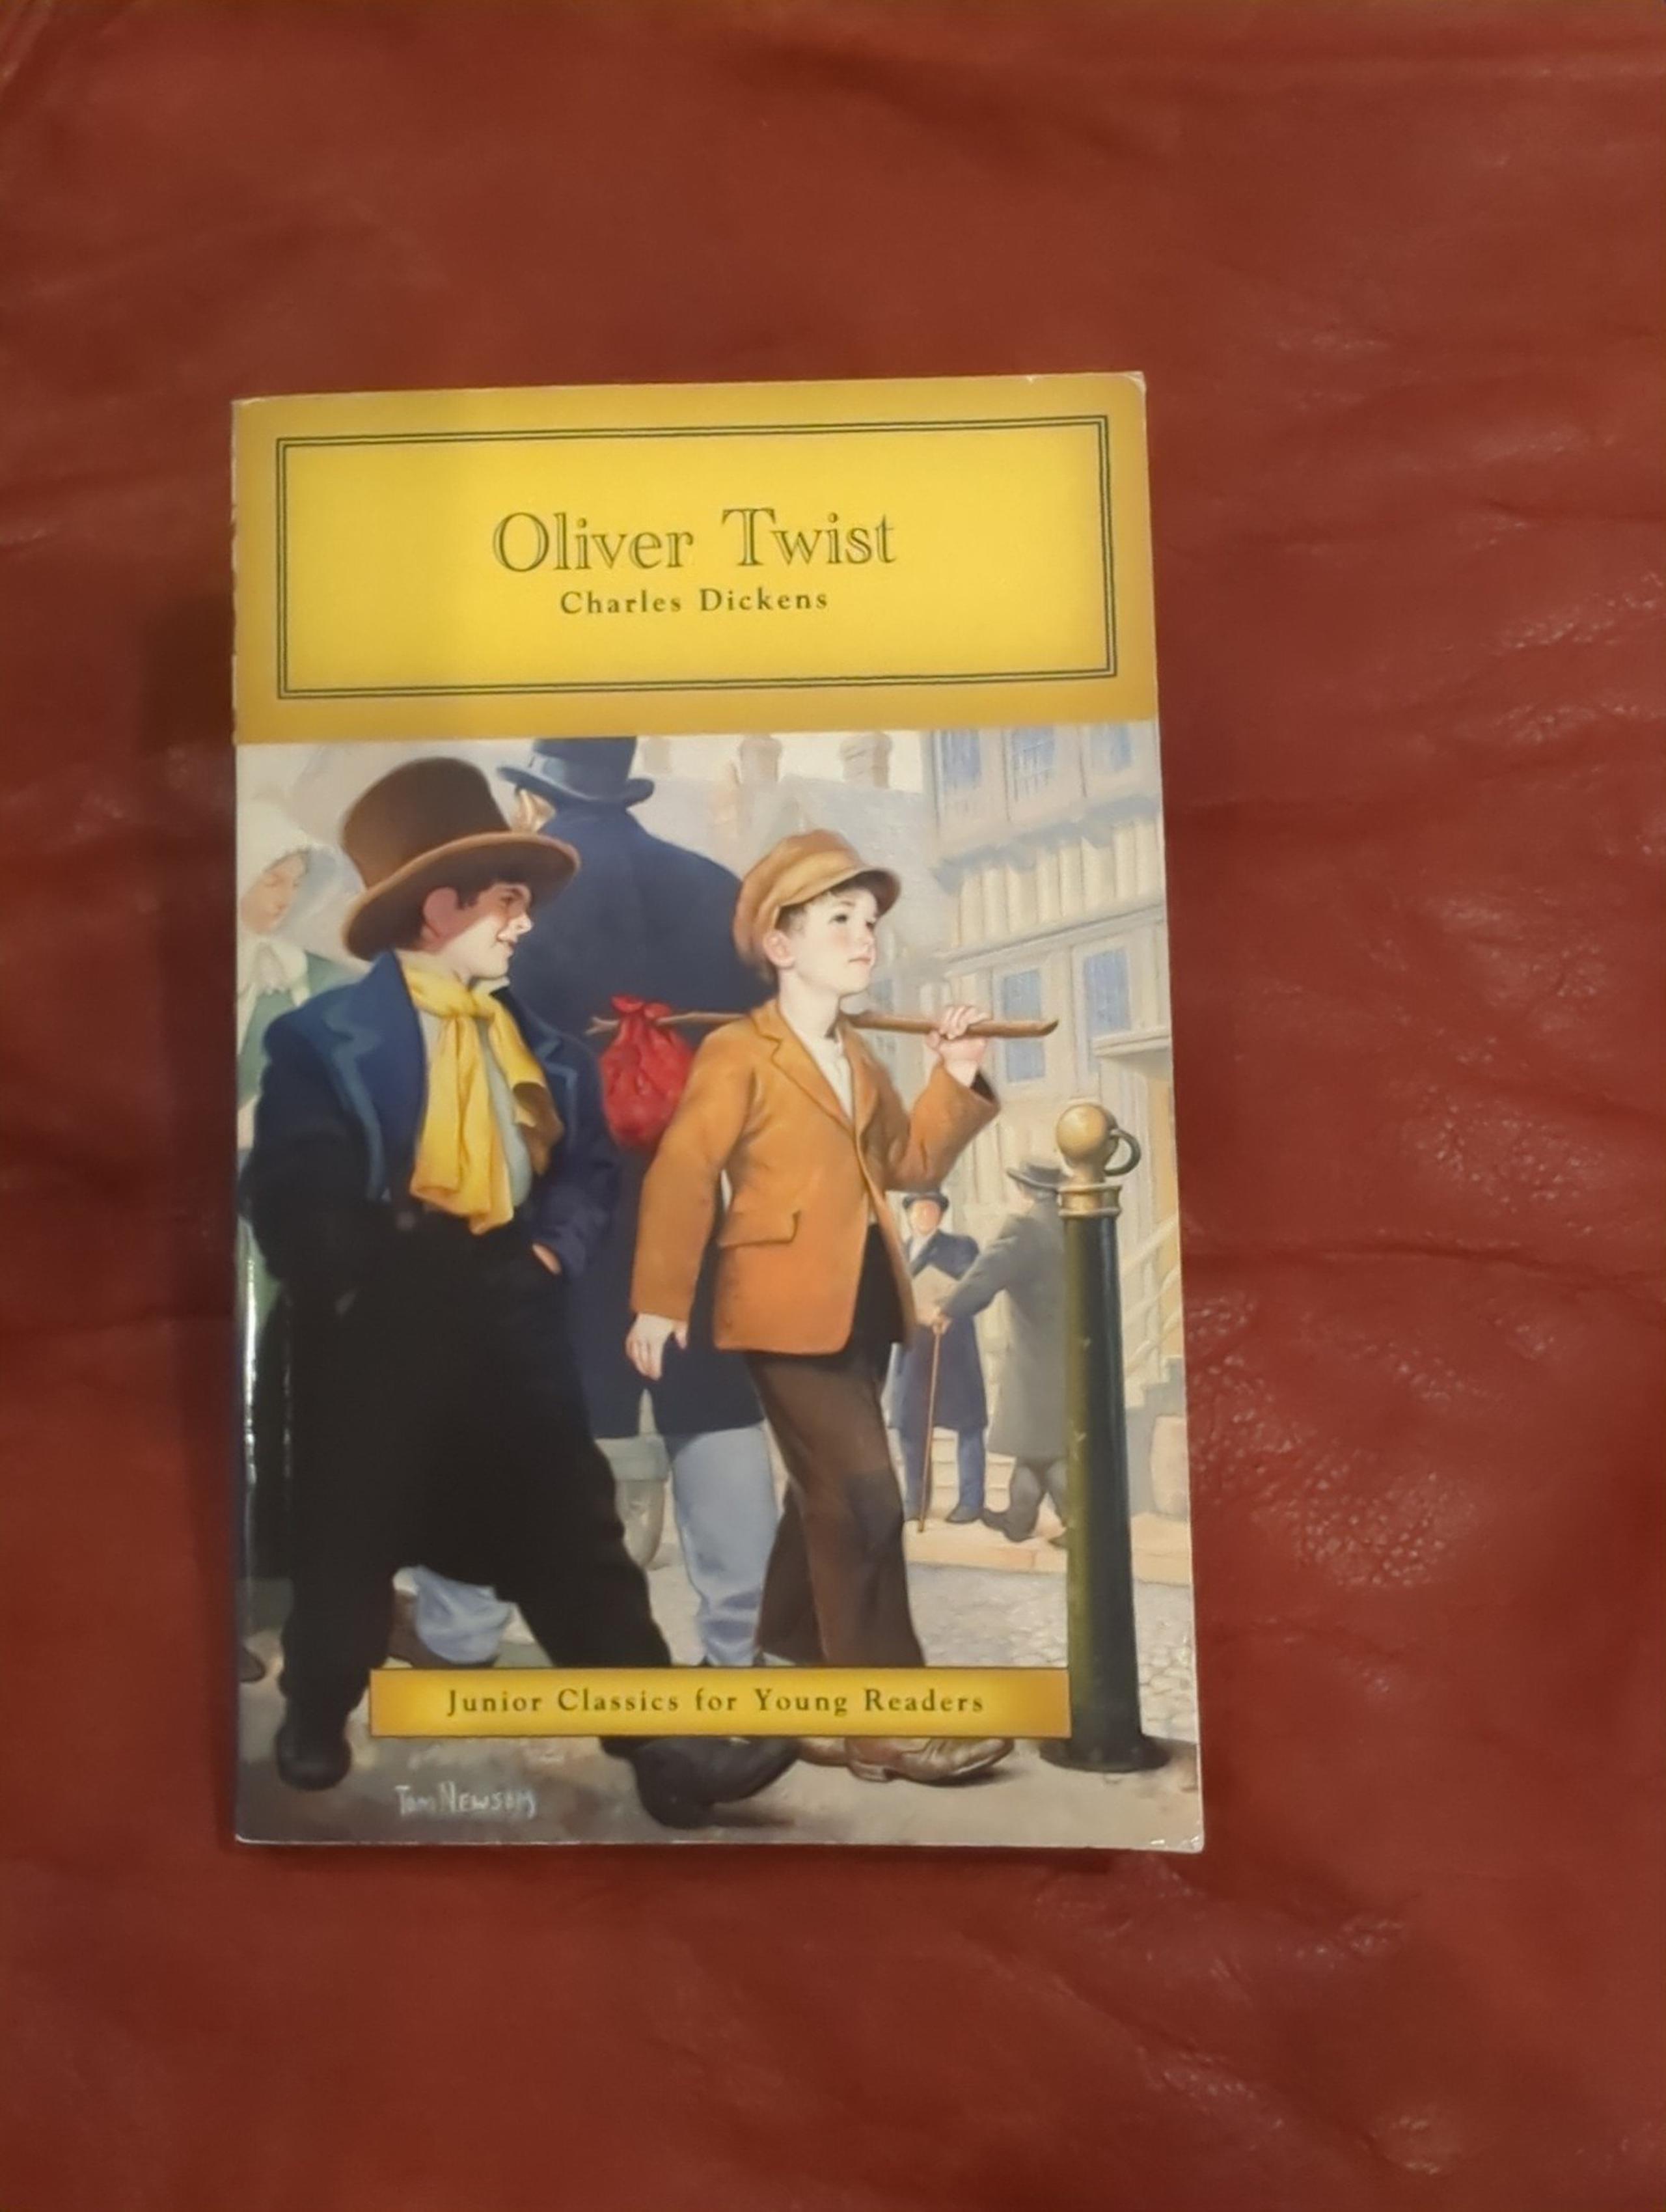 Oliver Twist
Charles Dickens
Junior Classics for Young Readers
Tom Newsom